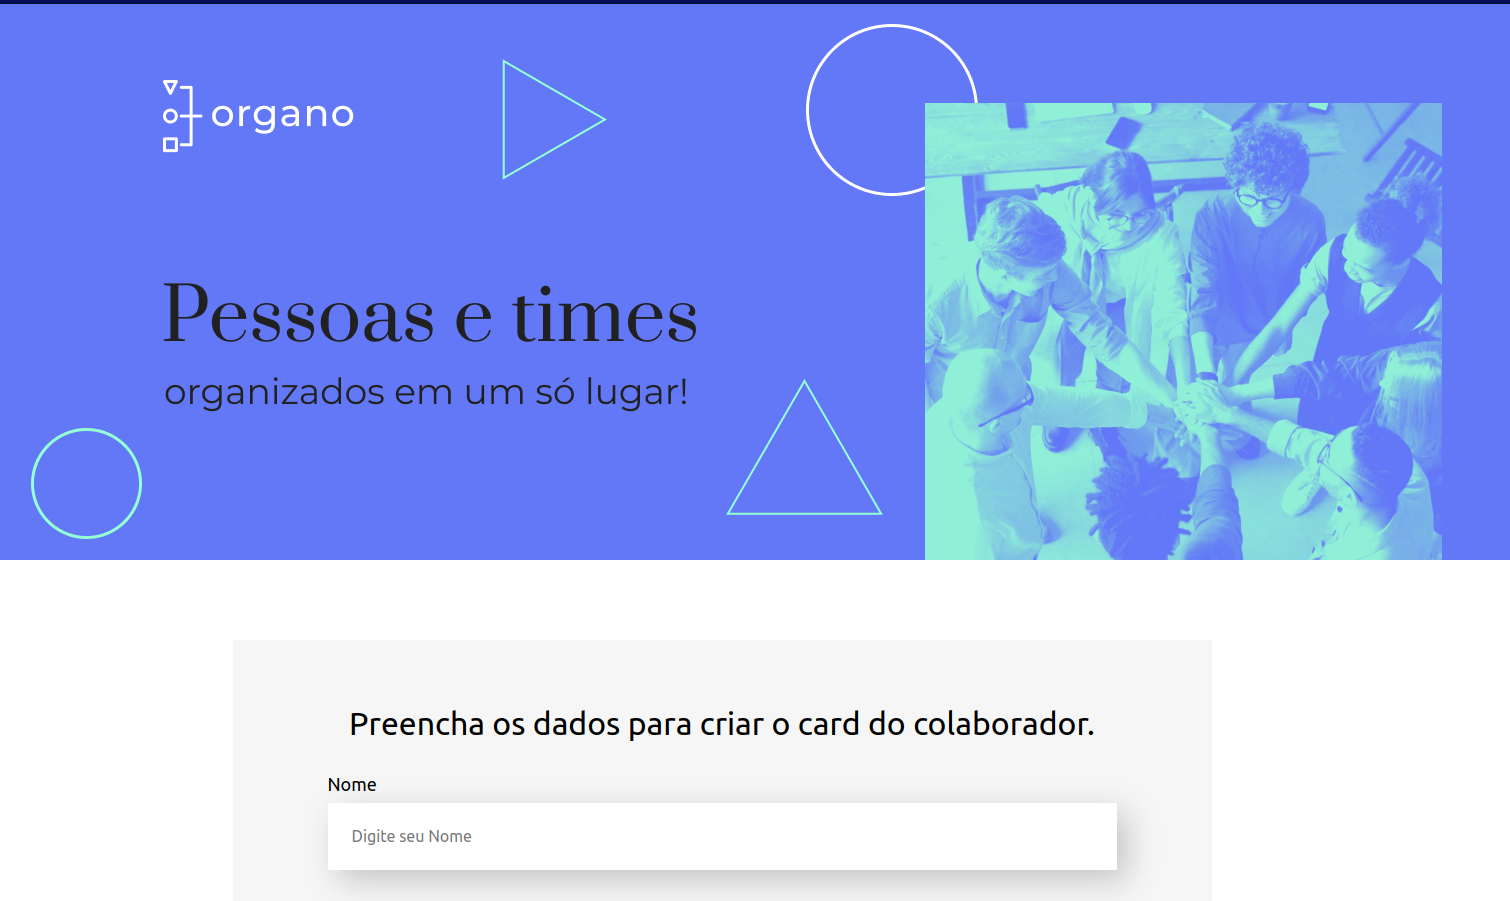 organo
Pessoas e times
organizados em um só lugar!
Preencha os dados para criar o card do colaborador.
Nome
Digite seu Nome